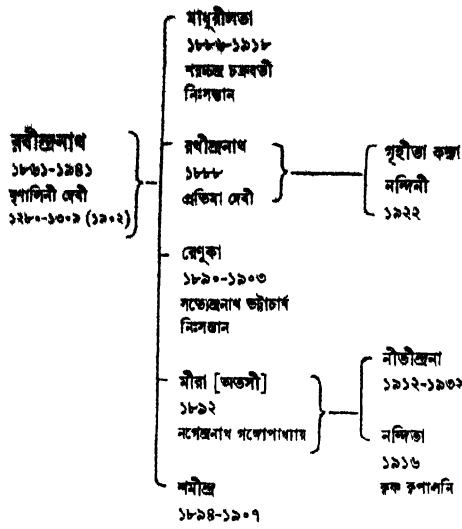 রবীন্দ্রনাথ
১৮৬১-১৯৪১
মৃণালিনী দেবী
১২৮০-১৩০৯ (১৯০২)
মাধুরীলতা
১৮৮৬-১৯১৮
শরচ্চন্দ্র চক্রবর্তী
নিঃসন্তান
রথীন্দ্রনাথ
১৮৮৮
প্রতিমা দেবী
গৃহীতা কন্যা
নন্দিনী
১৯২২
রেণুকা
১৮৯০-১৯০৩
সত্যেন্দ্রনাথ ভট্টাচার্য
নিঃসন্তান
মীরা [অতসী]
১৮৯২
নগেন্দ্রনাথ গঙ্গোপাধ্যায়
নীতীন্দ্রনা
১৯১২-১৯৩২
নন্দিতা
১৯১৬
কৃষ্ণ কৃপালনি
শমীন্দ্র
১৮৯৪-১৯০৭